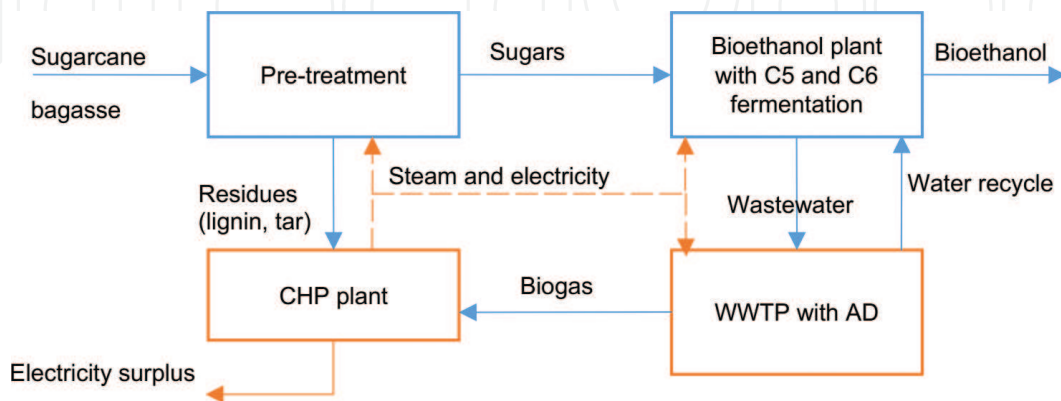 Sugarcane
bagasse
Pre-treatment
Sugars
Bioethanol plant
with C5 and C6
fermentation
Bioethanol
Residues
(lignin, tar)
Steam and electricity
Wastewater
Water recycle
CHP plant
Biogas
WWTP with AD
Electricity surplus